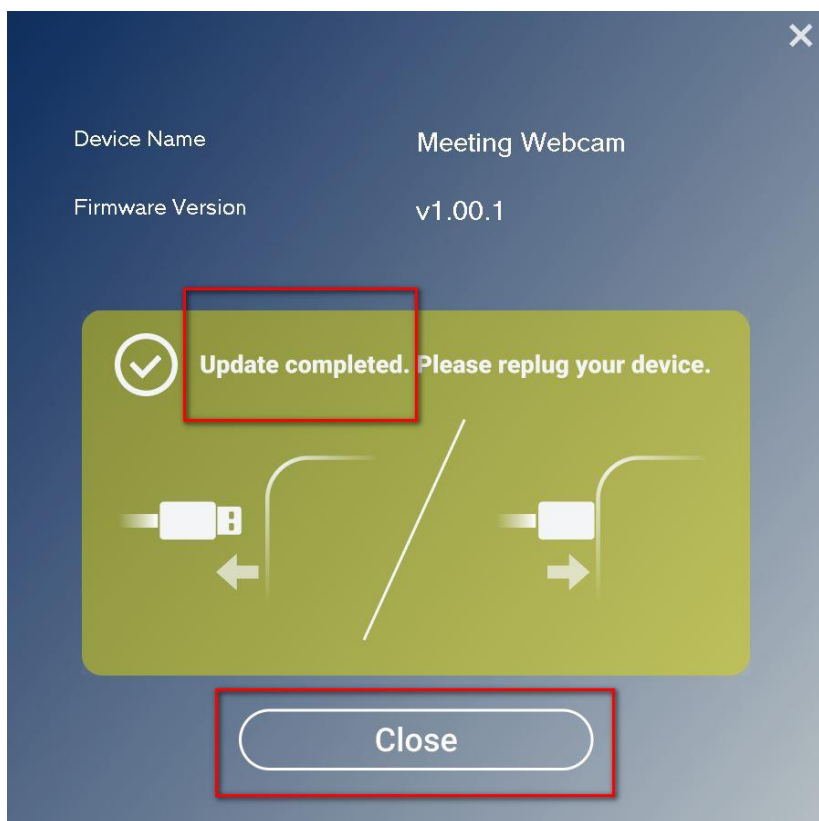 Device Name
Meeting Webcam
Firmware Version
v1.00.1
Update completed. Please replug your device.
Close